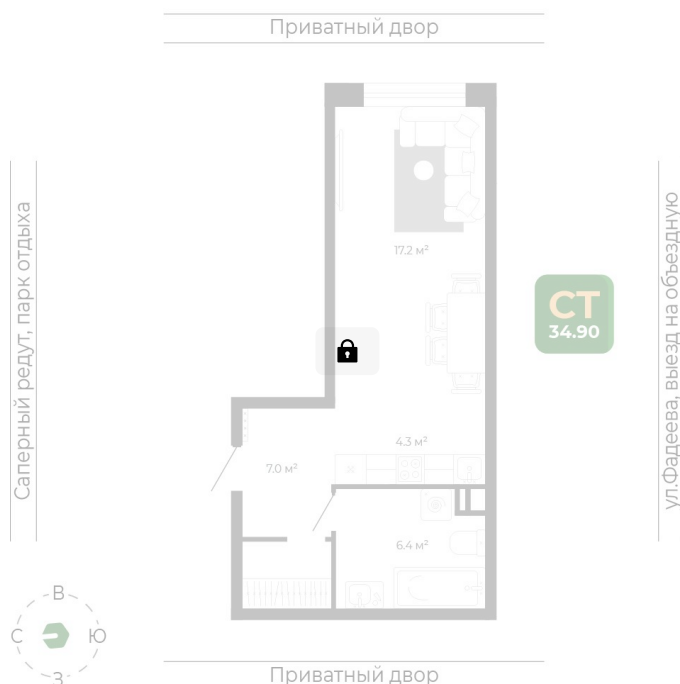 Приватный двор
Саперный редут, парк отдыха
ул.Фадеева, выезд на объездную
17.2 м²
СТ
34.90
4.3 м²
7.0 м²
6.4 м²
В
С
Ю
З
Приватный двор